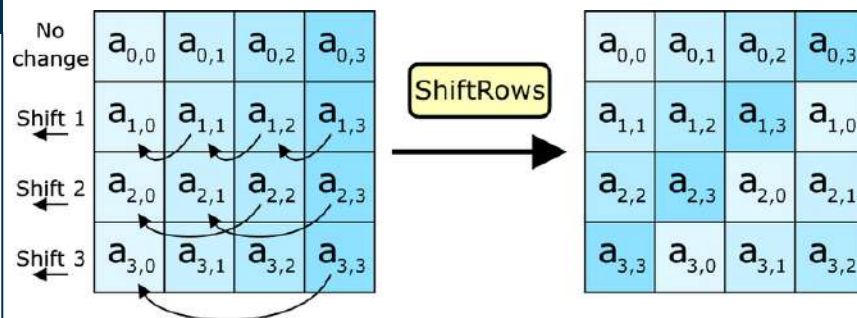 No
change
a0,0 a0,1 a0,2 a0,3
Shift 1
a1,0 a1,1 a1,2 a1,3
Shift 2
a2,0 a2,1 a2,2 a2,3
Shift 3
a3,0 a3,1 a3,2 a3,3
ShiftRows
a0,0 a0,1 a0,2 a0,3
a1,1 a1,2 a1,3 a1,0
a2,2 a2,3 a2,0 a2,1
a3,3 a3,0 a3,1 a3,2